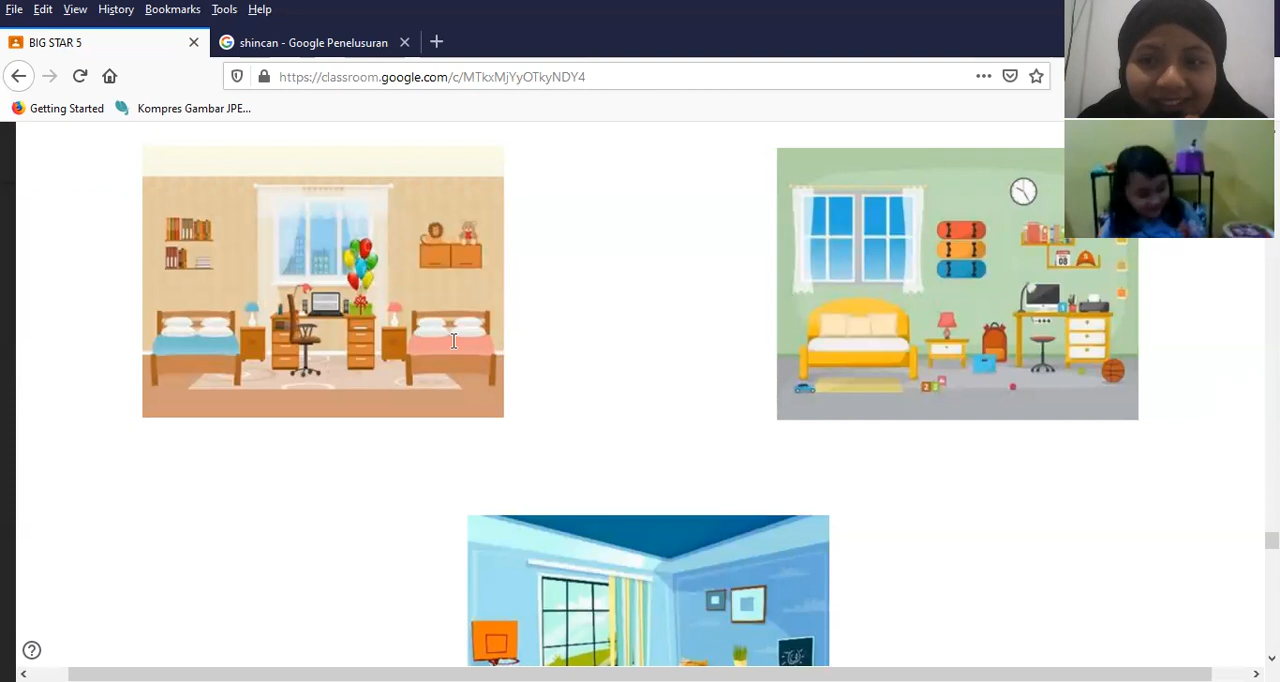 File Edit View History Bookmarks Tools Help
BIG STAR 5
shincan - Google Penelusuran
https://classroom.google.com/c/MTkxMjYyOTkyNDY4
Getting Started Kompres Gambar JPE...
08